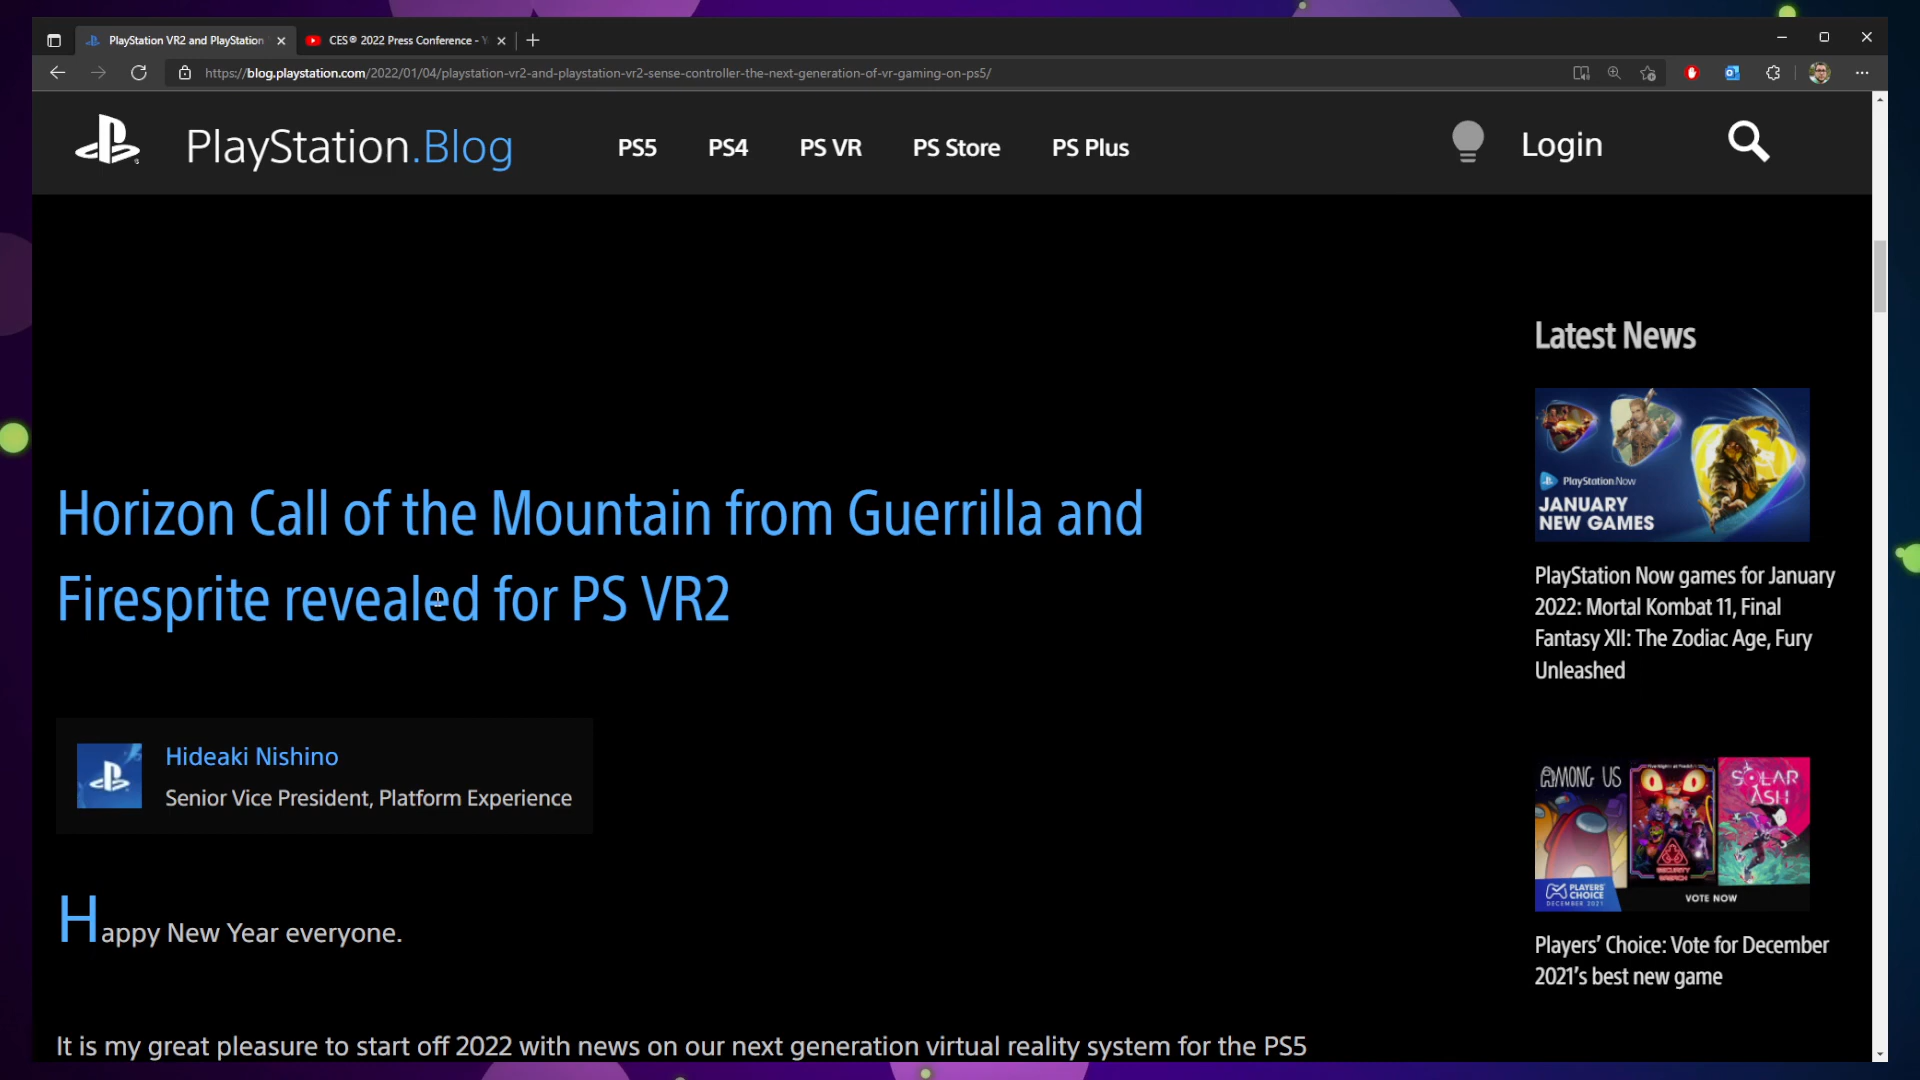 PlayStation VR2 and PlayStation
CES® 2022 Press Conference - Y
https://blog.playstation.com/2022/01/04/playstation-vr2-and-playstation-vr2-sense-controller-the-next-generation-of-vr-gaming-on-ps5/
PlayStation.Blog
PS5
PS4
PS VR
PS Store
PS Plus
Login
Horizon Call of the Mountain from Guerrilla and
Firesprite revealed for PS VR2
Hideaki Nishino
Senior Vice President, Platform Experience
Happy New Year everyone.
It is my great pleasure to start off 2022 with news on our next generation virtual reality system for the PS5
Latest News
PlayStation Now
JANUARY
NEW GAMES
PlayStation Now games for January
2022: Mortal Kombat 11, Final
Fantasy XII: The Zodiac Age, Fury
Unleashed
AMONG US
SOLAR
ASH
SECURITY
BREACH
PLAYERS'
CHOICE
DECEMBER 2021
VOTE NOW
Players' Choice: Vote for December
2021's best new game